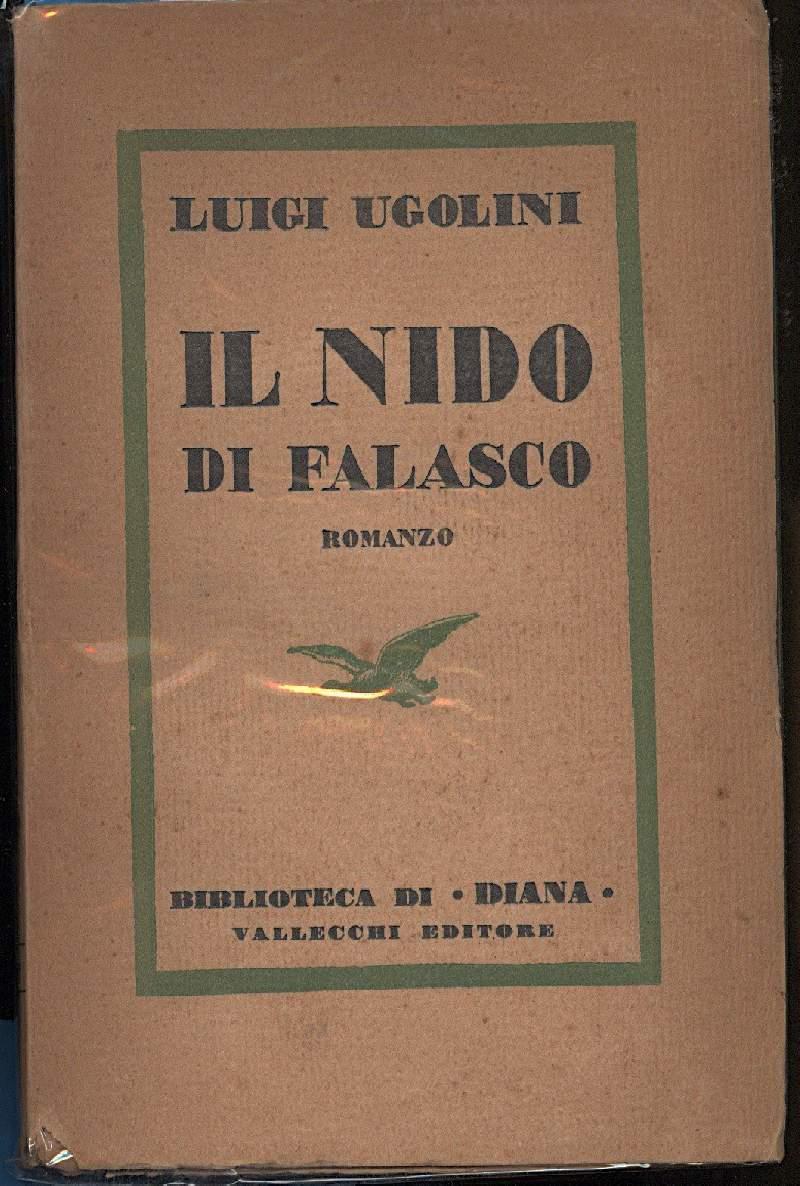 LUIGI UGOLINI
IL NIDO
DI FALASCO
ROMANZO
BIBLIOTECA DI • DIANA •
VALLECCHI EDITORE